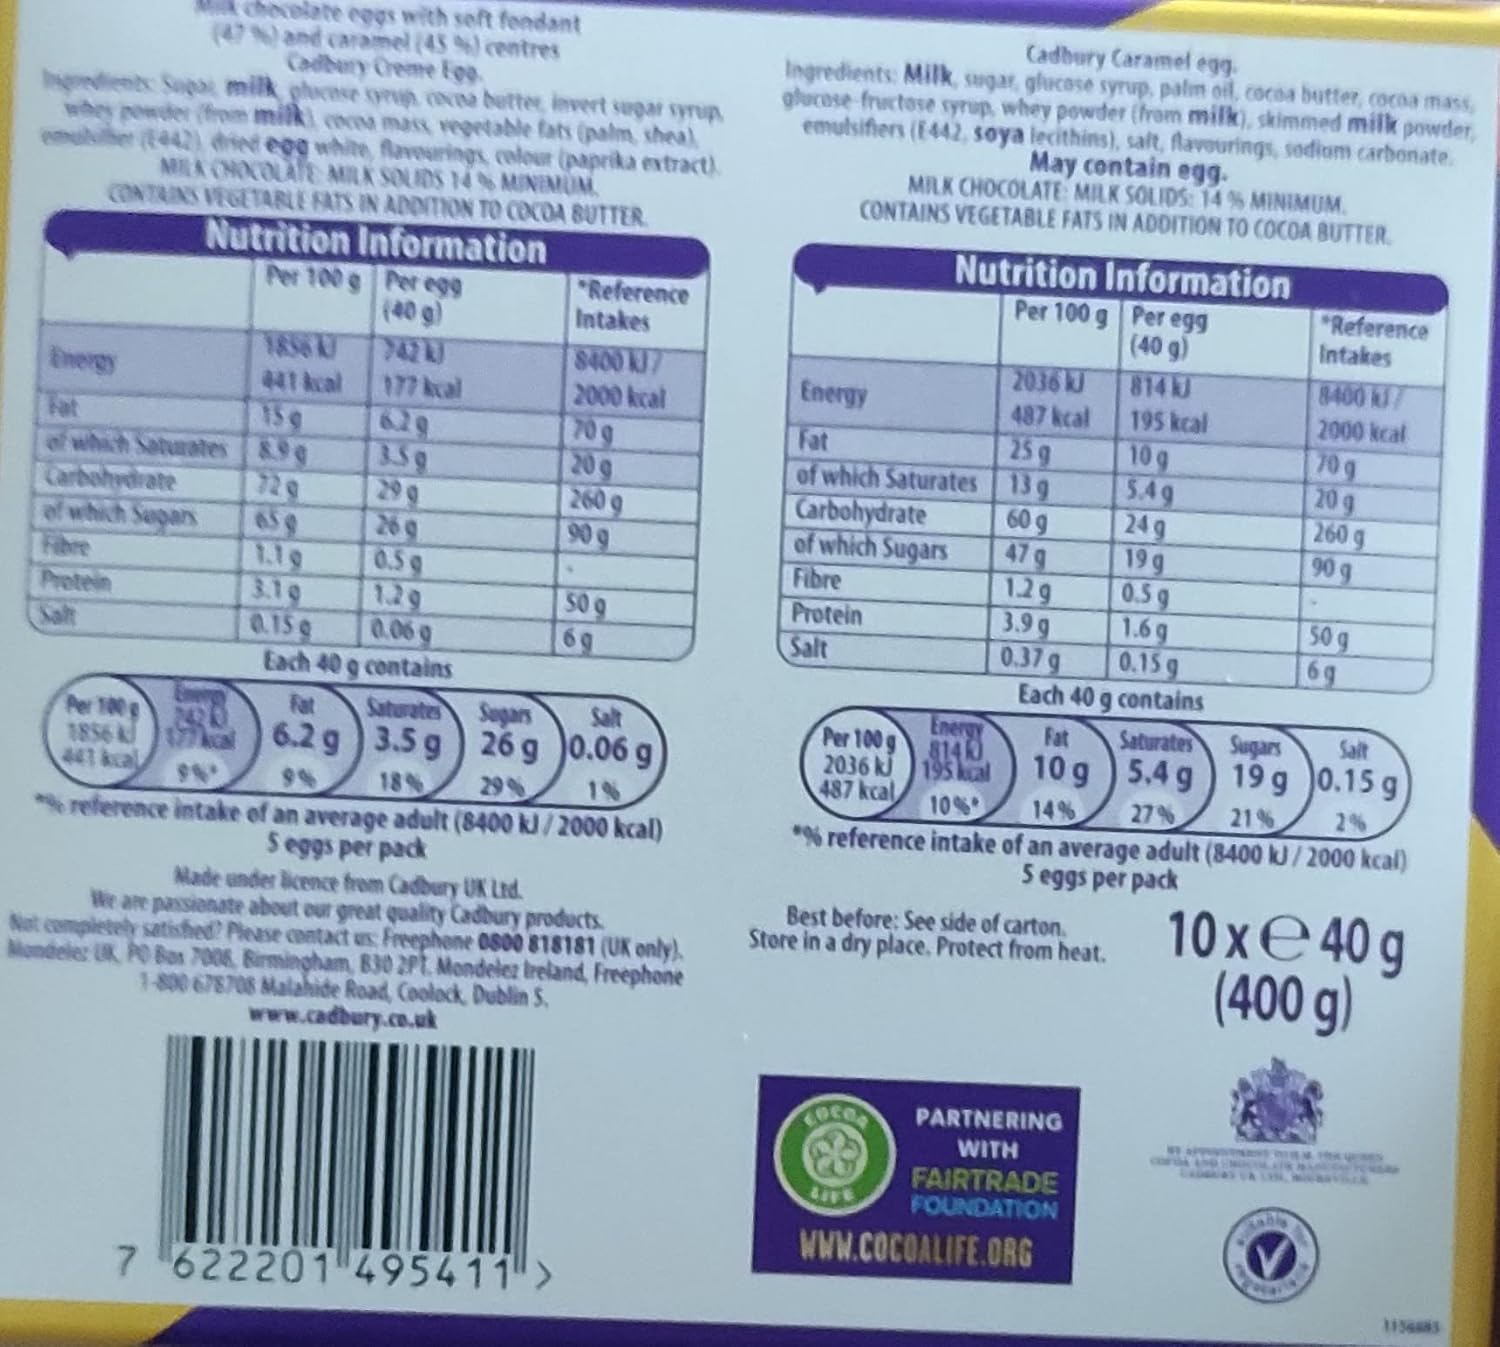 Milk chocolate eggs with soft fondant
(47 %) and caramel (45 %) centres
Cadbury Creme Egg.
Ingredients: Sugar, milk, glucose syrup, cocoa butter, invert sugar syrup,
whey powder (from milk), cocoa mass, vegetable fats (palm, shea),
emulsifier (E442), dried egg white, flavourings, colour (paprika extract).
MILK CHOCOLATE: MILK SOLIDS 14 % MINIMUM.
CONTAINS VEGETABLE FATS IN ADDITION TO COCOA BUTTER.
Nutrition Information
Per 100 g Per egg (40 g) *Reference Intakes
Energy 1856 kJ 742 kJ 8400 kJ /
441 kcal 177 kcal 2000 kcal
Fat 15 g 6.2 g 70 g
of which Saturates 8.9 g 3.5 g 20 g
Carbohydrate 72 g 29 g 260 g
of which Sugars 65 g 26 g 90 g
Fibre 1.1 g 0.5 g -
Protein 3.1 g 1.2 g 50 g
Salt 0.15 g 0.06 g 6 g
Each 40 g contains
Per 100 g 1856 kJ 441 kcal
Energy 742 kJ 177 kcal 9%*
Fat 6.2 g 9%
Saturates 3.5 g 18%
Sugars 26 g 29%
Salt 0.06 g 1%
*% reference intake of an average adult (8400 kJ / 2000 kcal)
5 eggs per pack
Made under licence from Cadbury UK Ltd.
We are passionate about our great quality Cadbury products.
Not completely satisfied? Please contact us: Freephone 0800 818181 (UK only).
Mondelez UK, PO Box 7008, Birmingham, B30 2PT. Mondelez Ireland, Freephone
1-800 678708 Malahide Road, Coolock, Dublin 5.
www.cadbury.co.uk
7 622201 495411 >
Cadbury Caramel egg.
Ingredients: Milk, sugar, glucose syrup, palm oil, cocoa butter, cocoa mass,
glucose-fructose syrup, whey powder (from milk), skimmed milk powder,
emulsifiers (E442, soya lecithins), salt, flavourings, sodium carbonate.
May contain egg.
MILK CHOCOLATE: MILK SOLIDS: 14 % MINIMUM.
CONTAINS VEGETABLE FATS IN ADDITION TO COCOA BUTTER.
Nutrition Information
Per 100 g Per egg (40 g) *Reference Intakes
Energy 2036 kJ 814 kJ 8400 kJ /
487 kcal 195 kcal 2000 kcal
Fat 25 g 10 g 70 g
of which Saturates 13 g 5.4 g 20 g
Carbohydrate 60 g 24 g 260 g
of which Sugars 47 g 19 g 90 g
Fibre 1.2 g 0.5 g -
Protein 3.9 g 1.6 g 50 g
Salt 0.37 g 0.15 g 6 g
Each 40 g contains
Per 100 g 2036 kJ 487 kcal
Energy 814 kJ 195 kcal 10%*
Fat 10 g 14%
Saturates 5.4 g 27%
Sugars 19 g 21%
Salt 0.15 g 2%
*% reference intake of an average adult (8400 kJ / 2000 kcal)
5 eggs per pack
Best before: See side of carton.
Store in a dry place. Protect from heat.
10 x ℮ 40 g
(400 g)
COCOA LIFE
PARTNERING
WITH
FAIRTRADE
FOUNDATION
WWW.COCOALIFE.ORG